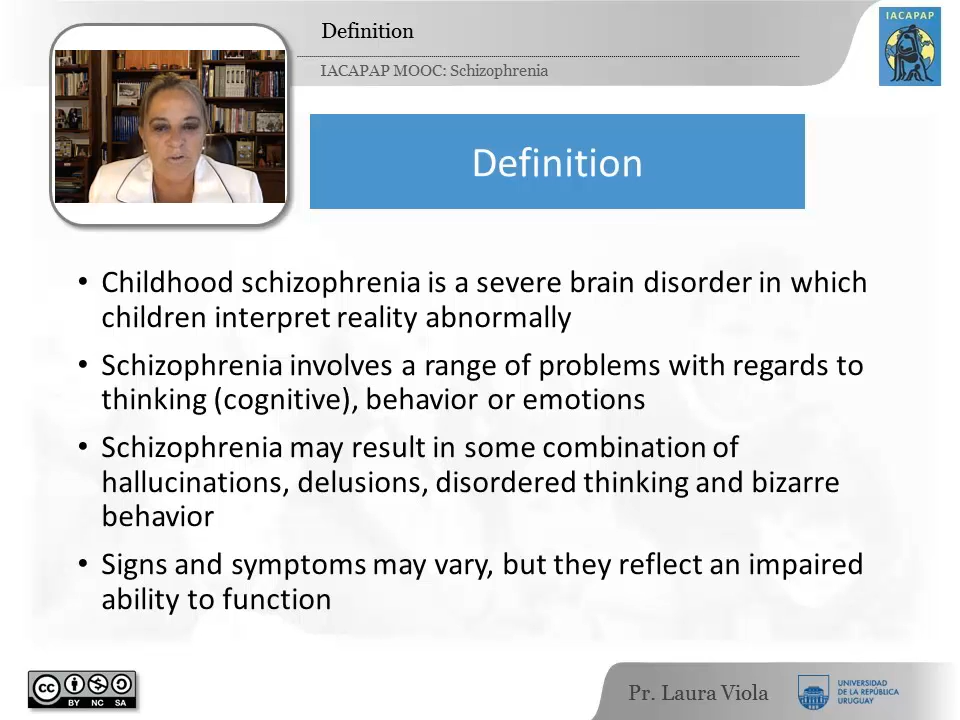 Definition
IACAPAP MOOC: Schizophrenia
IACAPAP
Definition
• Childhood schizophrenia is a severe brain disorder in which
children interpret reality abnormally
• Schizophrenia involves a range of problems with regards to
thinking (cognitive), behavior or emotions
• Schizophrenia may result in some combination of
hallucinations, delusions, disordered thinking and bizarre
behavior
• Signs and symptoms may vary, but they reflect an impaired
ability to function
cc
BY NC SA
Pr. Laura Viola
UNIVERSIDAD
DE LA REPÚBLICA
URUGUAY